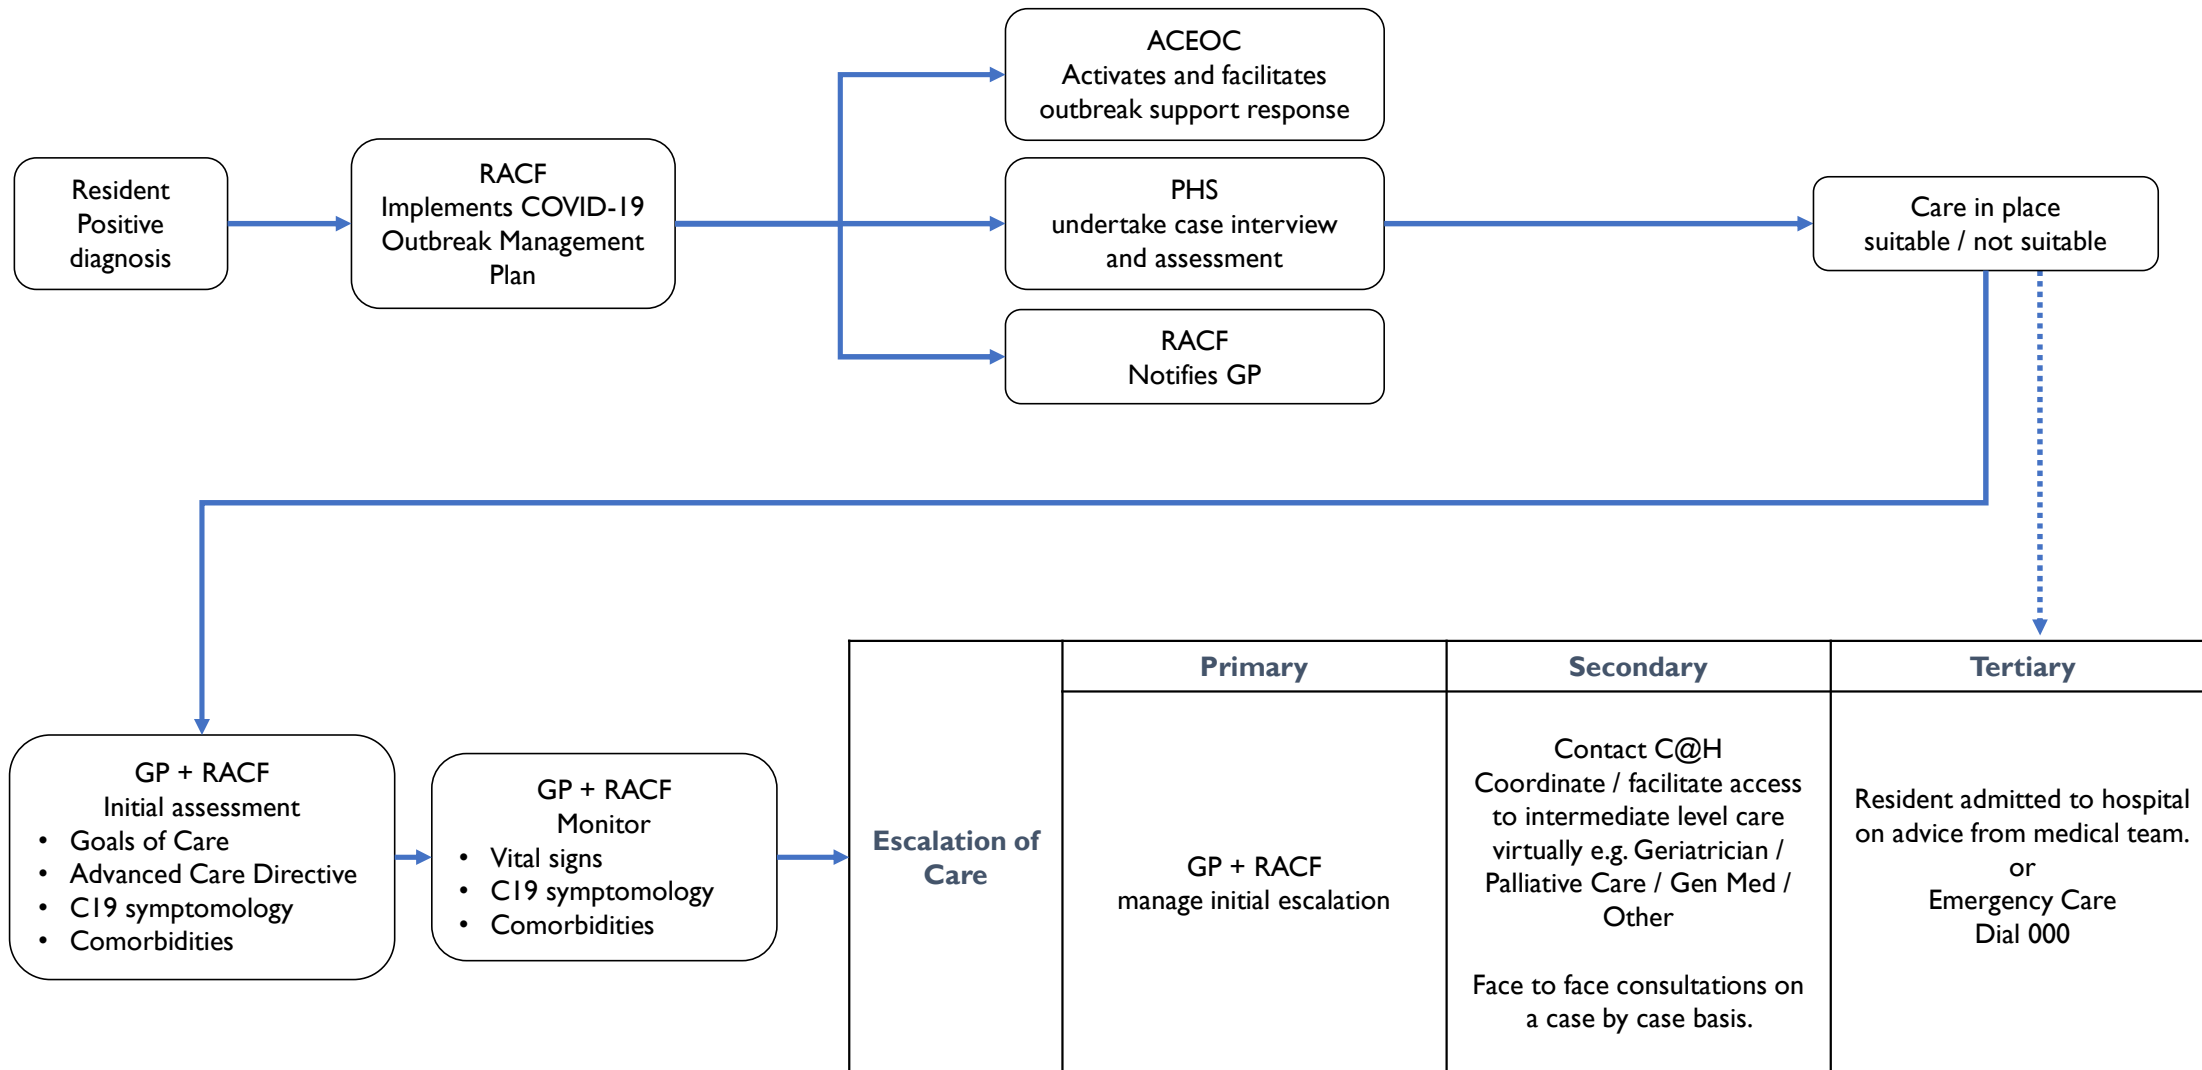 Resident
Positive
diagnosis
RACF
Implements COVID-19
Outbreak Management
Plan
ACEOC
Activates and facilitates
outbreak support response
PHS
undertake case interview
and assessment
RACF
Notifies GP
Care in place
suitable / not suitable
GP + RACF
Initial assessment
• Goals of Care
• Advanced Care Directive
• C19 symptomology
• Comorbidities
GP + RACF
Monitor
• Vital signs
• C19 symptomology
• Comorbidities
Escalation of
Care
Primary
GP + RACF
manage initial escalation
Secondary
Contact C@H
Coordinate / facilitate access
to intermediate level care
virtually e.g. Geriatrician /
Palliative Care / Gen Med /
Other
Face to face consultations on
a case by case basis.
Tertiary
Resident admitted to hospital
on advice from medical team.
or
Emergency Care
Dial 000